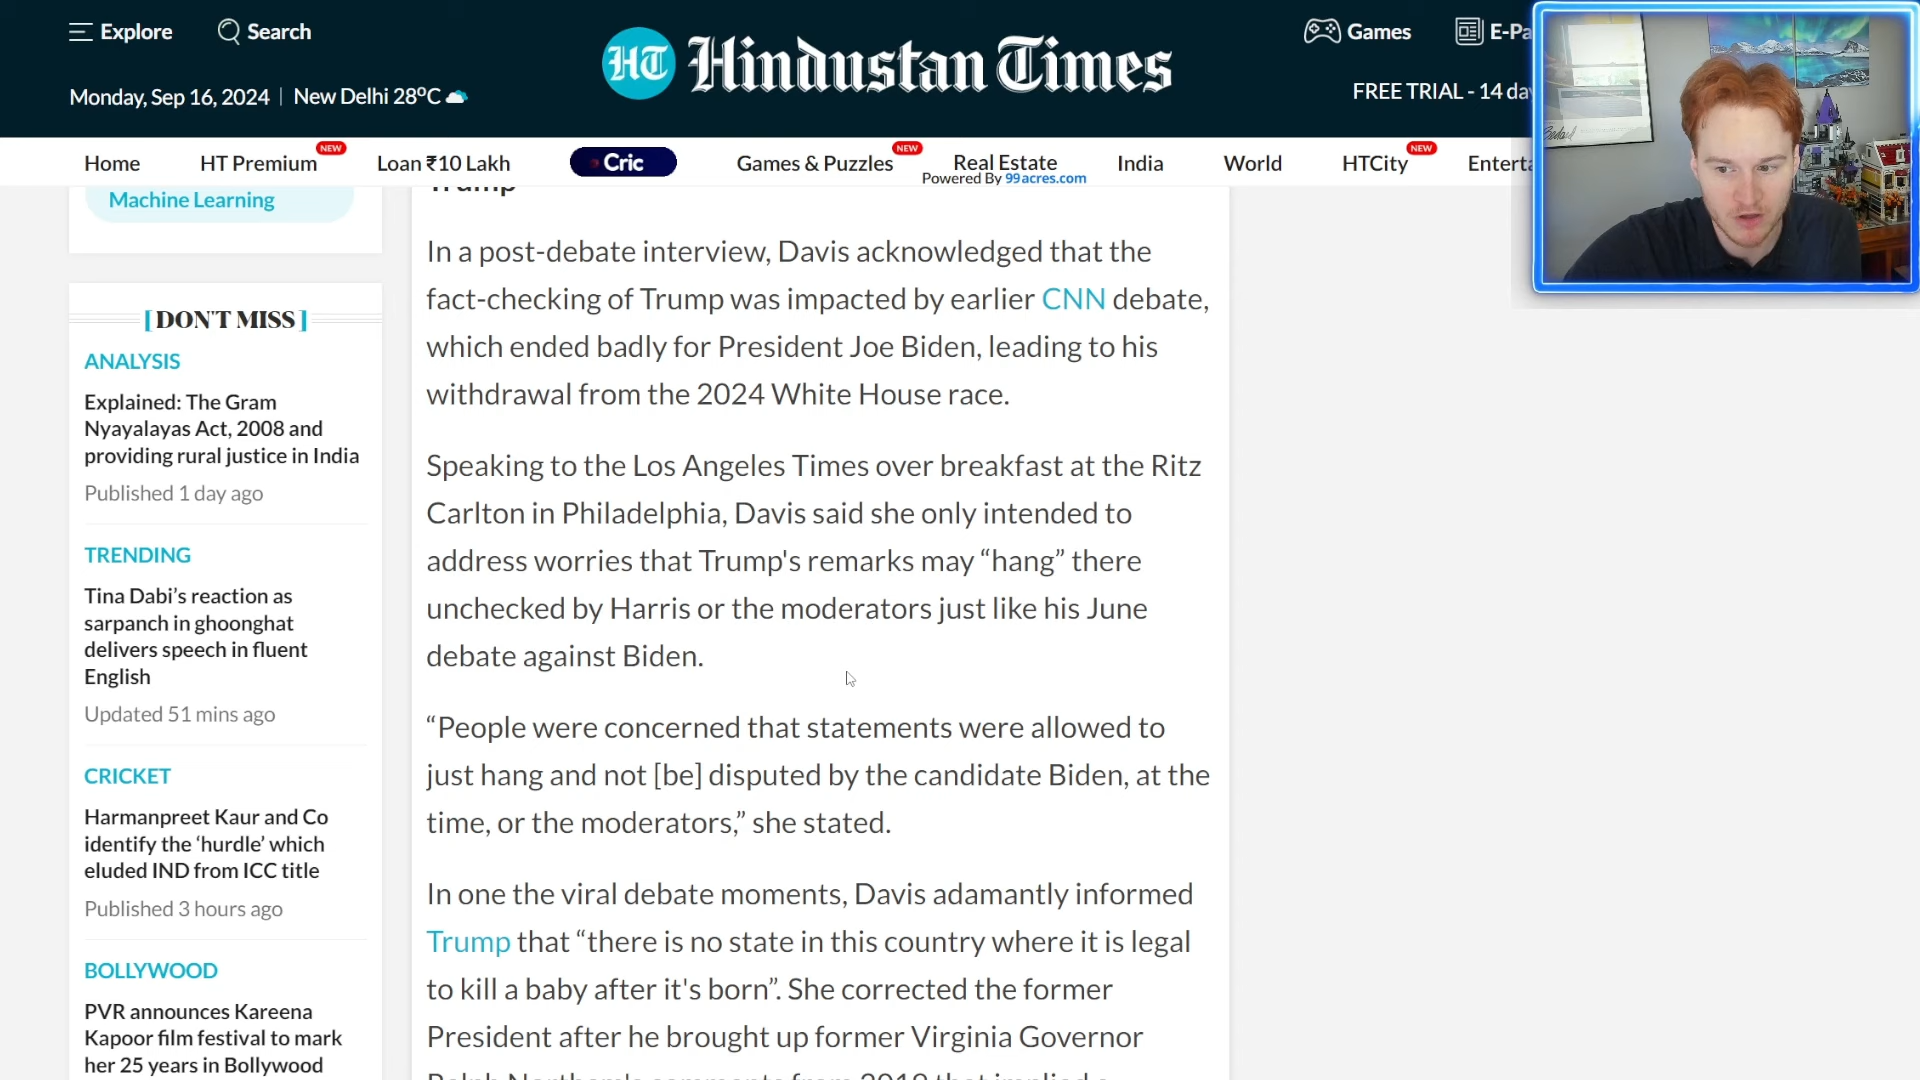 Explore
Search
Monday, Sep 16, 2024 | New Delhi 28°C
HT Hindustan Times
Games
FREE TRIAL - 14
Home
HT Premium
NEW
Loan ₹10 Lakh
Cric
Games & Puzzles
NEW
Real Estate
Powered By 99acres.com
India
World
HTCity
NEW
Machine Learning
[DON'T MISS]
ANALYSIS
Explained: The Gram
Nyayalayas Act, 2008 and
providing rural justice in India
Published 1 day ago
TRENDING
Tina Dabi’s reaction as
sarpanch in ghoonghat
delivers speech in fluent
English
Updated 51 mins ago
CRICKET
Harmanpreet Kaur and Co
identify the ‘hurdle’ which
eluded IND from ICC title
Published 3 hours ago
BOLLYWOOD
PVR announces Kareena
Kapoor film festival to mark
her 25 years in Bollywood
Trump
In a post-debate interview, Davis acknowledged that the
fact-checking of Trump was impacted by earlier CNN debate,
which ended badly for President Joe Biden, leading to his
withdrawal from the 2024 White House race.
Speaking to the Los Angeles Times over breakfast at the Ritz
Carlton in Philadelphia, Davis said she only intended to
address worries that Trump's remarks may “hang” there
unchecked by Harris or the moderators just like his June
debate against Biden.
“People were concerned that statements were allowed to
just hang and not [be] disputed by the candidate Biden, at the
time, or the moderators,” she stated.
In one the viral debate moments, Davis adamantly informed
Trump that “there is no state in this country where it is legal
to kill a baby after it's born”. She corrected the former
President after he brought up former Virginia Governor